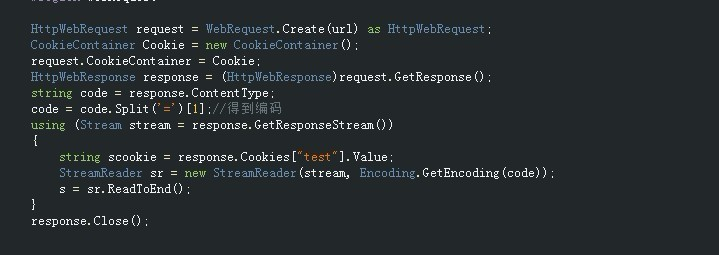 HttpWebRequest request = WebRequest.Create(url) as HttpWebRequest;
CookieContainer Cookie = new CookieContainer();
request.CookieContainer = Cookie;
HttpWebResponse response = (HttpWebResponse)request.GetResponse();
string code = response.ContentType;
code = code.Split('=')[1];//得到编码
using (Stream stream = response.GetResponseStream())
{
string scookie = response.Cookies["test"].Value;
StreamReader sr = new StreamReader(stream, Encoding.GetEncoding(code));
s = sr.ReadToEnd();
}
response.Close();